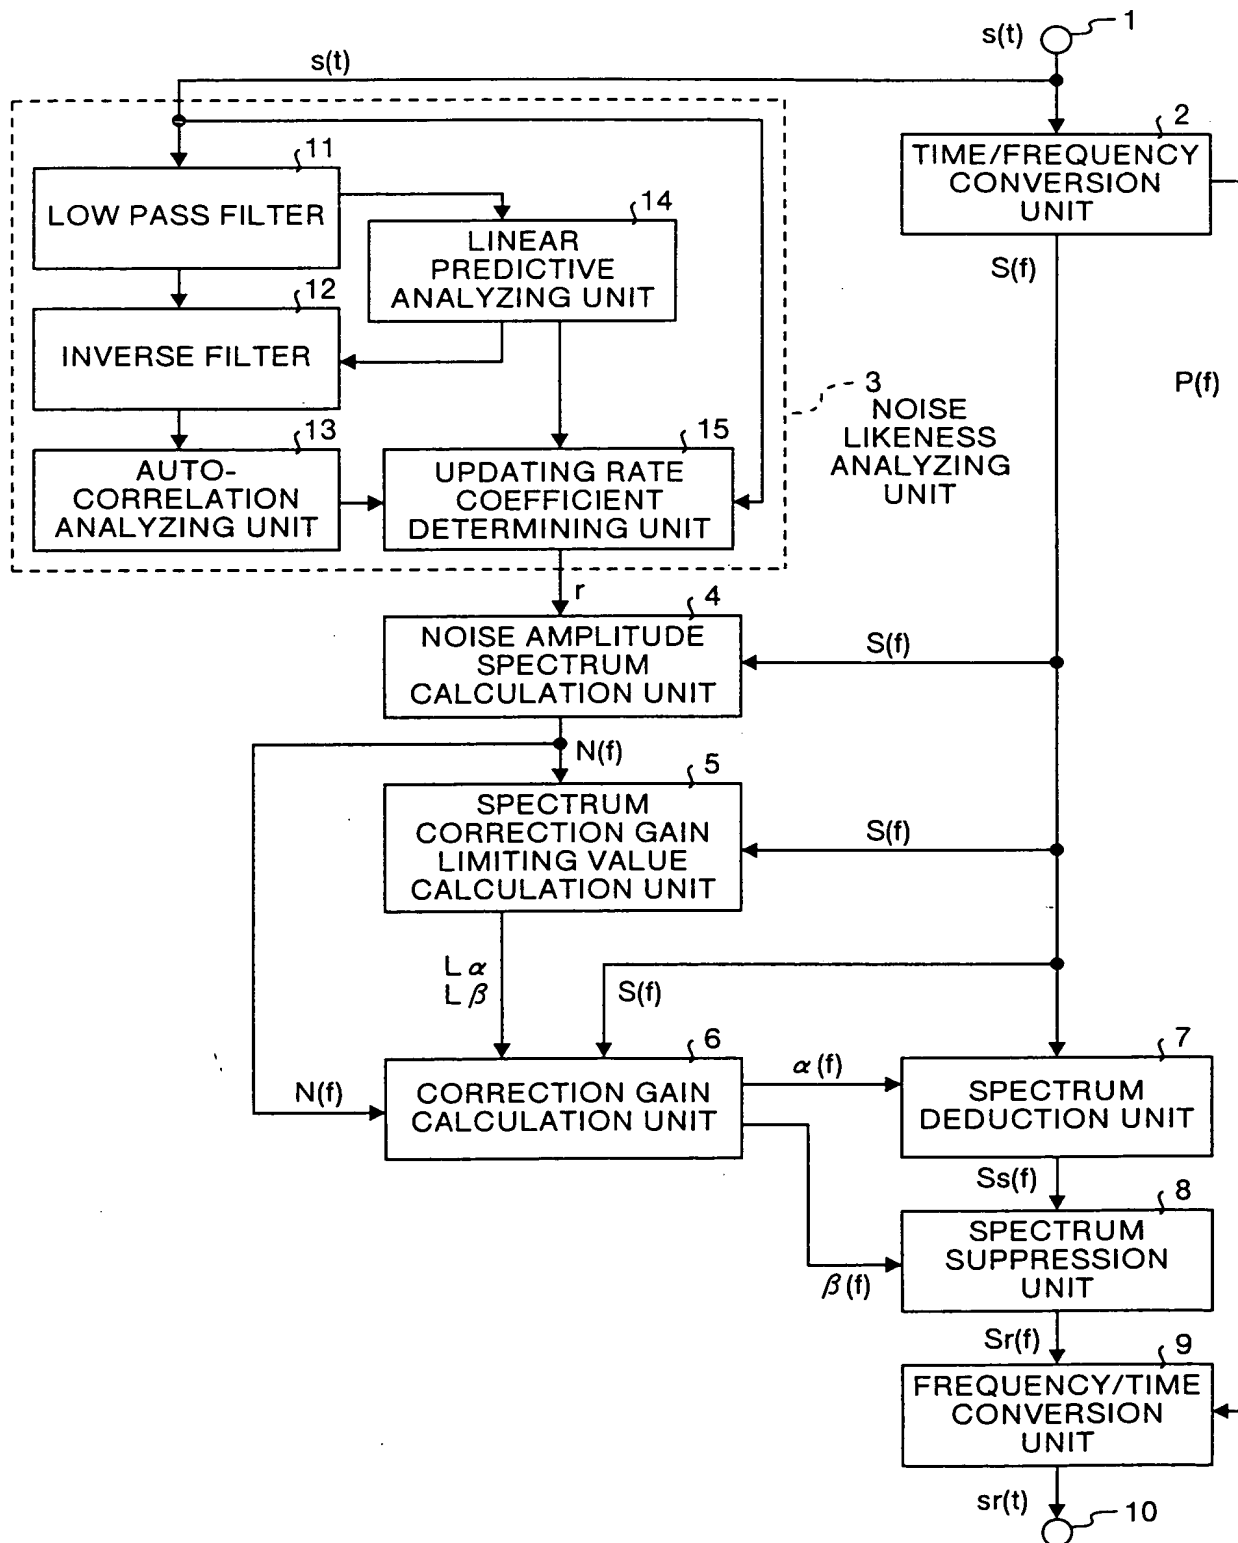 s(t)
1
s(t)
2
TIME/FREQUENCY
CONVERSION
UNIT
11
LOW PASS FILTER
14
LINEAR
PREDICTIVE
ANALYZING UNIT
S(f)
12
INVERSE FILTER
3
NOISE
LIKENESS
ANALYZING
UNIT
P(f)
13
AUTO-
CORRELATION
ANALYZING UNIT
15
UPDATING RATE
COEFFICIENT
DETERMINING UNIT
r
4
NOISE AMPLITUDE
SPECTRUM
CALCULATION UNIT
S(f)
N(f)
5
SPECTRUM
CORRECTION GAIN
LIMITING VALUE
CALCULATION UNIT
S(f)
L α
L β
S(f)
N(f)
6
CORRECTION GAIN
CALCULATION UNIT
α (f)
7
SPECTRUM
DEDUCTION UNIT
Ss(f)
8
SPECTRUM
SUPPRESSION
UNIT
β (f)
Sr(f)
9
FREQUENCY/TIME
CONVERSION
UNIT
sr(t)
10